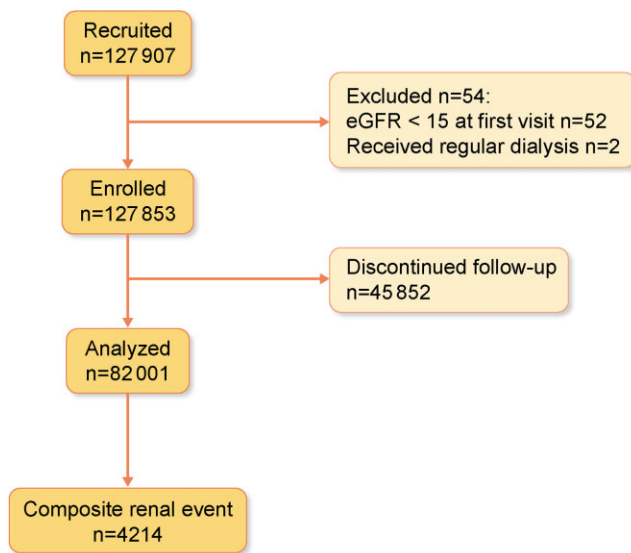 Recruited
n=127 907
Excluded n=54:
eGFR < 15 at first visit n=52
Received regular dialysis n=2
Enrolled
n=127 853
Discontinued follow-up
n=45 852
Analyzed
n=82 001
Composite renal event
n=4214